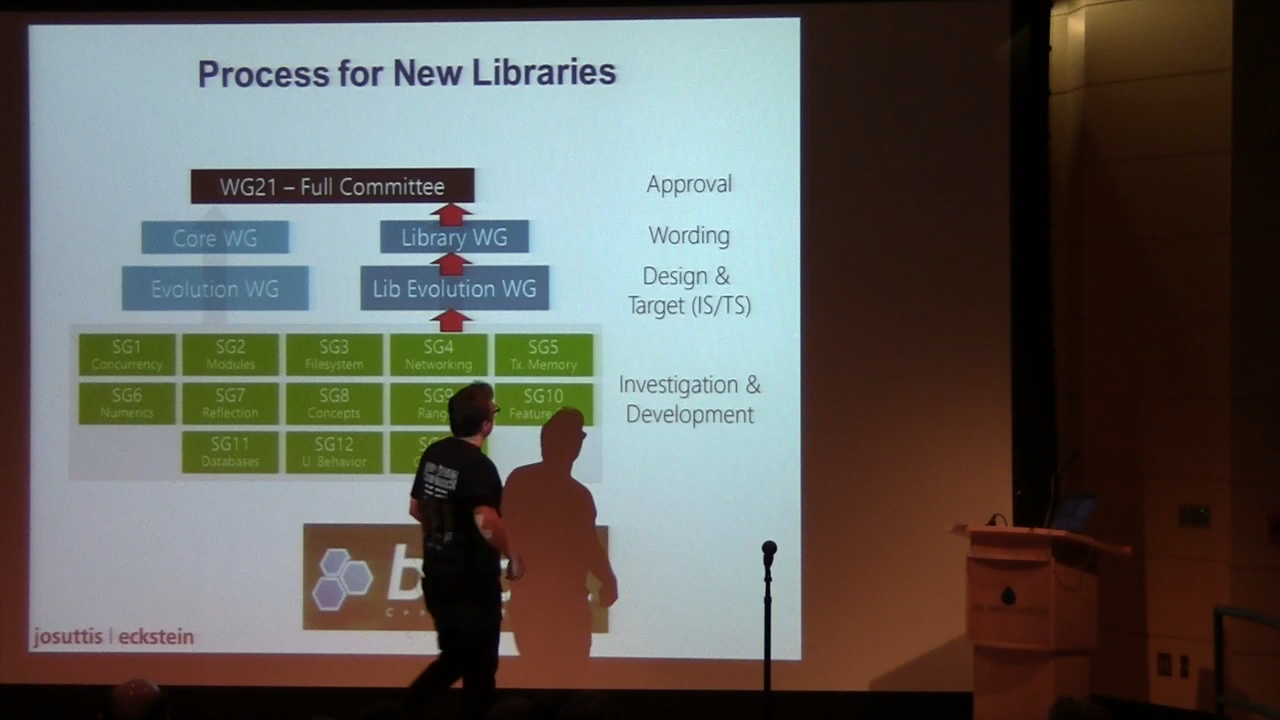 Process for New Libraries
WG21 – Full Committee
Approval
Core WG
Library WG
Wording
Evolution WG
Lib Evolution WG
Design &
Target (IS/TS)
SG1
Concurrency
SG2
Modules
SG3
Filesystem
SG4
Networking
SG5
Tx. Memory
SG6
Numerics
SG7
Reflection
SG8
Concepts
SG9
SG10
Feature
Investigation &
Development
SG11
Databases
SG12
U. Behavior
josuttis | eckstein